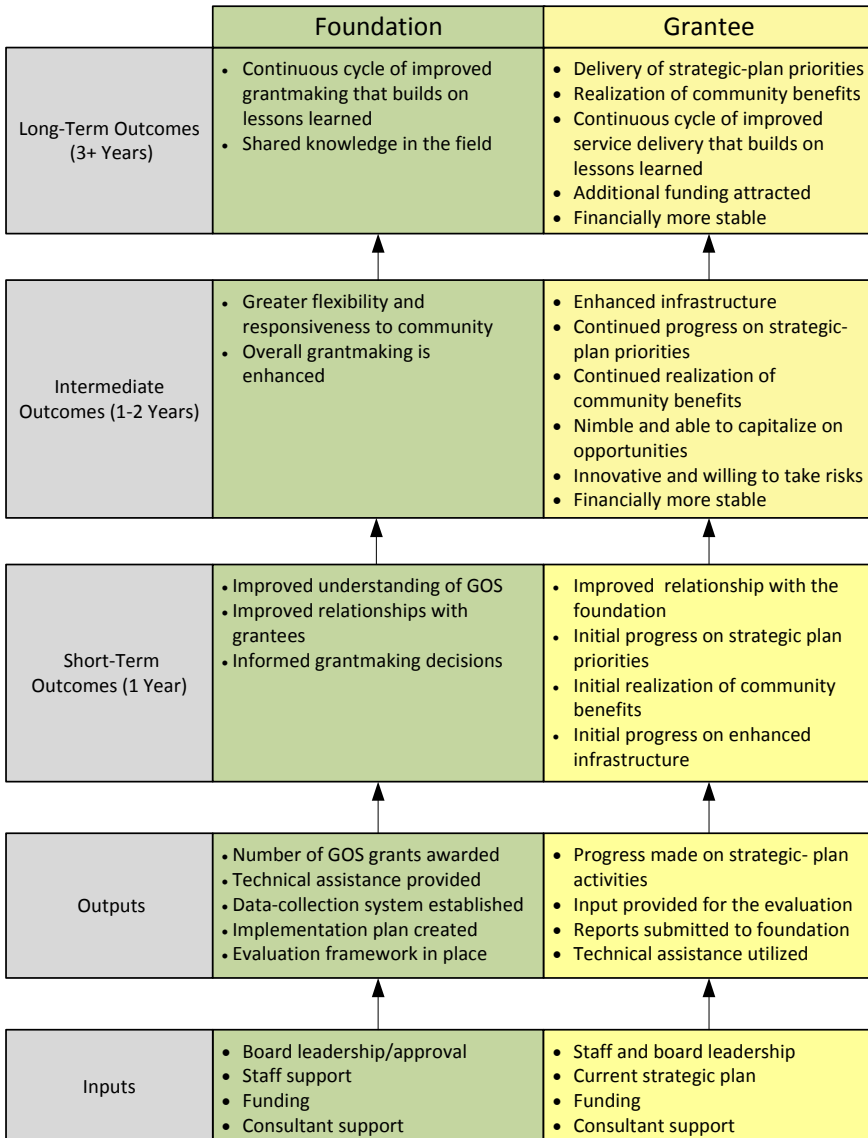 Foundation
Grantee
Long-Term Outcomes
(3+ Years)
• Continuous cycle of improved
grantmaking that builds on
lessons learned
• Shared knowledge in the field
• Delivery of strategic-plan priorities
• Realization of community benefits
• Continuous cycle of improved
service delivery that builds on
lessons learned
• Additional funding attracted
• Financially more stable
Intermediate
Outcomes (1-2 Years)
• Greater flexibility and
responsiveness to community
• Overall grantmaking is
enhanced
• Enhanced infrastructure
• Continued progress on strategic-
plan priorities
• Continued realization of
community benefits
• Nimble and able to capitalize on
opportunities
• Innovative and willing to take risks
• Financially more stable
Short-Term
Outcomes (1 Year)
• Improved understanding of GOS
• Improved relationships with
grantees
• Informed grantmaking decisions
• Improved relationship with the
foundation
• Initial progress on strategic plan
priorities
• Initial realization of community
benefits
• Initial progress on enhanced
infrastructure
Outputs
• Number of GOS grants awarded
• Technical assistance provided
• Data-collection system established
• Implementation plan created
• Evaluation framework in place
• Progress made on strategic- plan
activities
• Input provided for the evaluation
• Reports submitted to foundation
• Technical assistance utilized
Inputs
• Board leadership/approval
• Staff support
• Funding
• Consultant support
• Staff and board leadership
• Current strategic plan
• Funding
• Consultant support